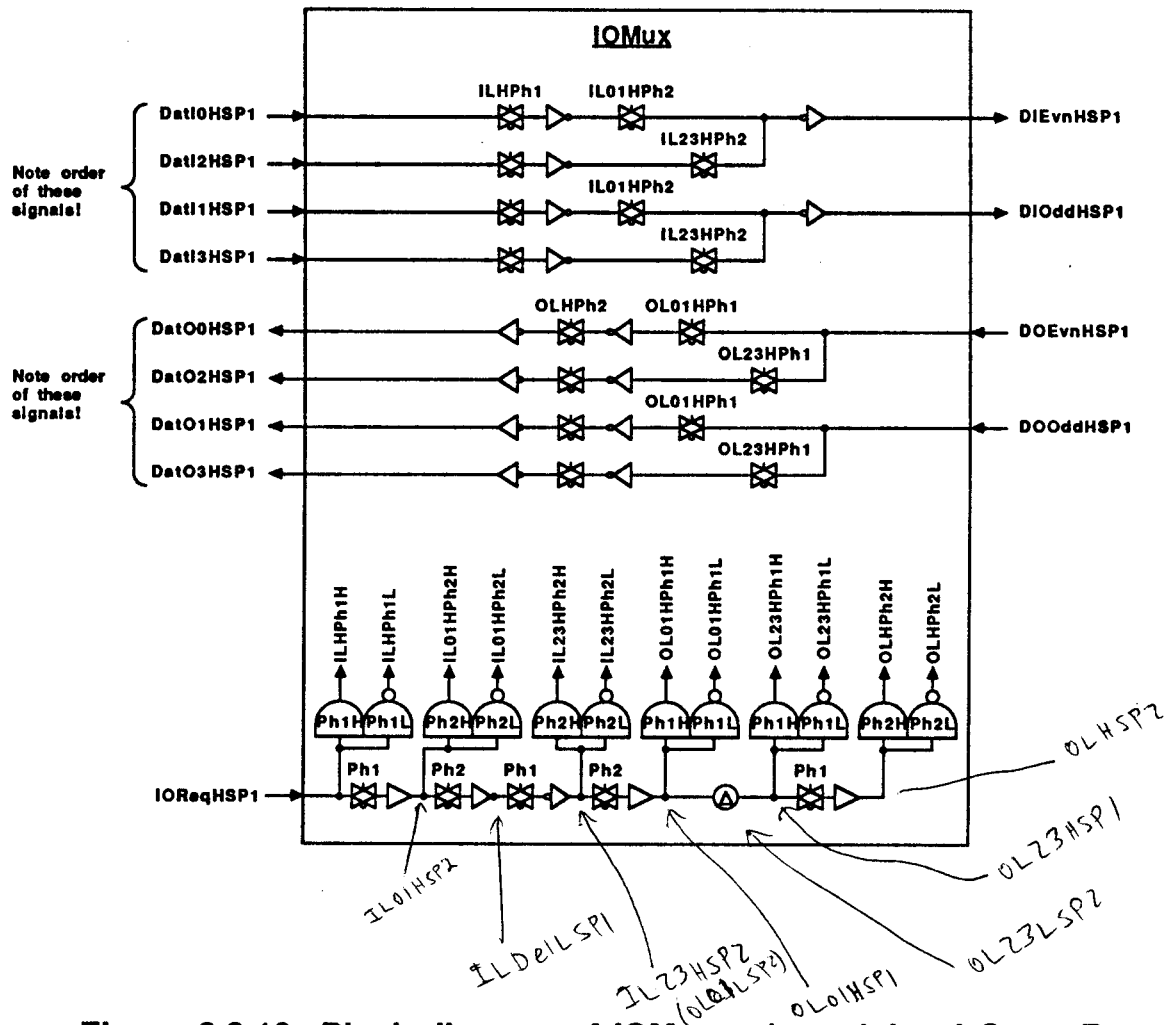 IOMux
ILHPh1 IL01HPh2
DatI0HSP1 DIEvnHSP1
IL23HPh2
DatI2HSP1
Note order
of these
signals!
IL01HPh2
DatI1HSP1 DIOddHSP1
IL23HPh2
DatI3HSP1
OLHPh2 OL01HPh1
DatO0HSP1 DOEvnHSP1
OL23HPh1
DatO2HSP1
Note order
of these
signals!
OL01HPh1
DatO1HSP1 DOOddHSP1
OL23HPh1
DatO3HSP1
ILHPh1H ILHPh1L IL01HPh2H IL01HPh2L IL23HPh2H IL23HPh2L OL01HPh1H OL01HPh1L OL23HPh1H OL23HPh1L OLHPh2H OLHPh2L
Ph1H Ph1L Ph2H Ph2L Ph2H Ph2L Ph1H Ph1L Ph1H Ph1L Ph2H Ph2L
Ph1 Ph2 Ph1 Ph2 Ph1
IOReqHSP1
OLHSP2
OL23HSP1
OL23LSP2
OL01HSP1
IL23HSP2
ILDelLSP1
IL01HSP2